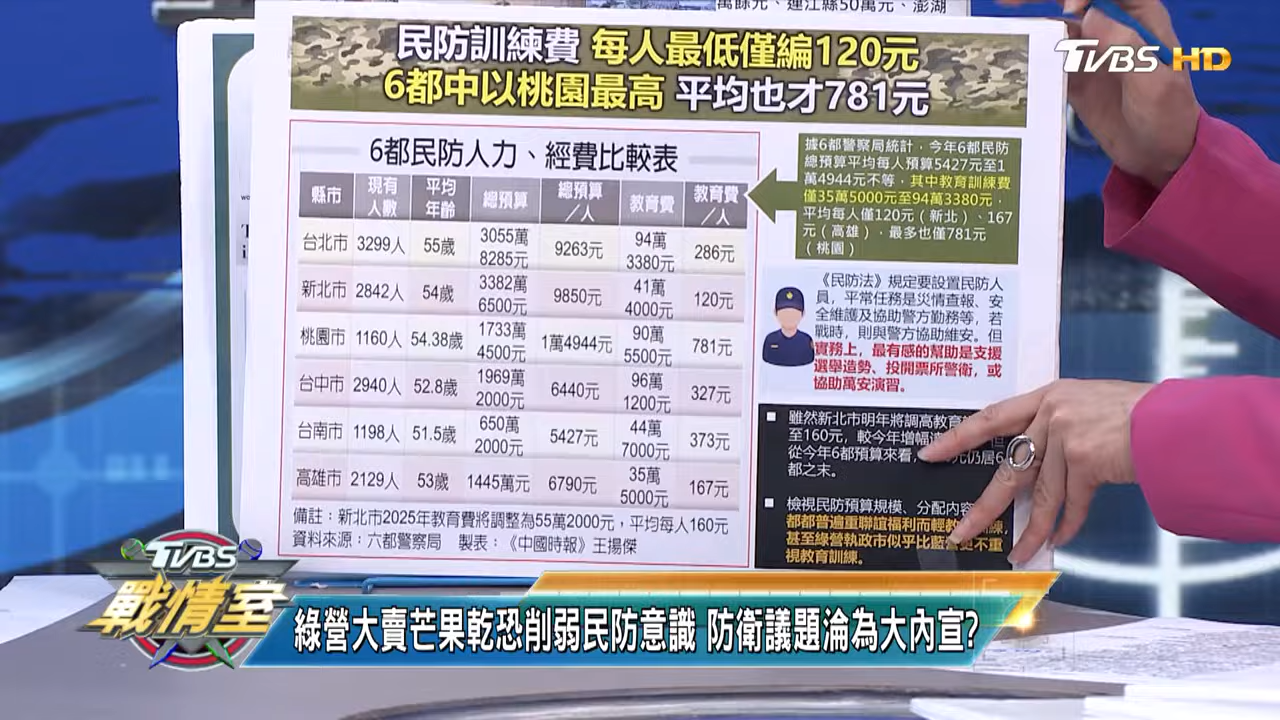 萬餘元、連江縣50萬元、澎湖
TVBS HD
民防訓練費 每人最低僅編120元
6都中以桃園最高 平均也才781元
6都民防人力、經費比較表
縣市 現有人數 平均年齡 總預算 總預算／人 教育費 教育費／人
台北市 3299人 55歲 3055萬8285元 9263元 94萬3380元 286元
新北市 2842人 54歲 3382萬6500元 9850元 41萬4000元 120元
桃園市 1160人 54.38歲 1733萬4500元 1萬4944元 90萬5500元 781元
台中市 2940人 52.8歲 1969萬2000元 6440元 96萬1200元 327元
台南市 1198人 51.5歲 650萬2000元 5427元 44萬7000元 373元
高雄市 2129人 53歲 1445萬元 6790元 35萬5000元 167元
備註：新北市2025年教育費將調整為55萬2000元，平均每人160元
資料來源：六都警察局 製表：《中國時報》王揚傑
據6都警察局統計，今年6都民防
總預算平均每人預算5427元至1
萬4944元不等，其中教育訓練費
僅35萬5000元至94萬3380元，
平均每人僅120元（新北）、167
元（高雄），最多也僅781元
（桃園）
《民防法》規定要設置民防人
員，平常任務是災情查報、安
全維護及協助警方勤務等，若
戰時，則與警方協助維安。但
實務上，最有感的幫助是支援
選舉造勢、投開票所警衛，或
協助萬安演習。
雖然新北市明年將調高教育
至160元，較今年增幅
從今年6都預算來看， 元仍居6
都之末。
檢視民防預算規模、分配內容
都都普遍重聯誼福利而輕教 訓練，
甚至綠營執政市似乎比藍營更不重
視教育訓練。
TVBS
戰情室
綠營大賣芒果乾恐削弱民防意識 防衛議題淪為大內宣?